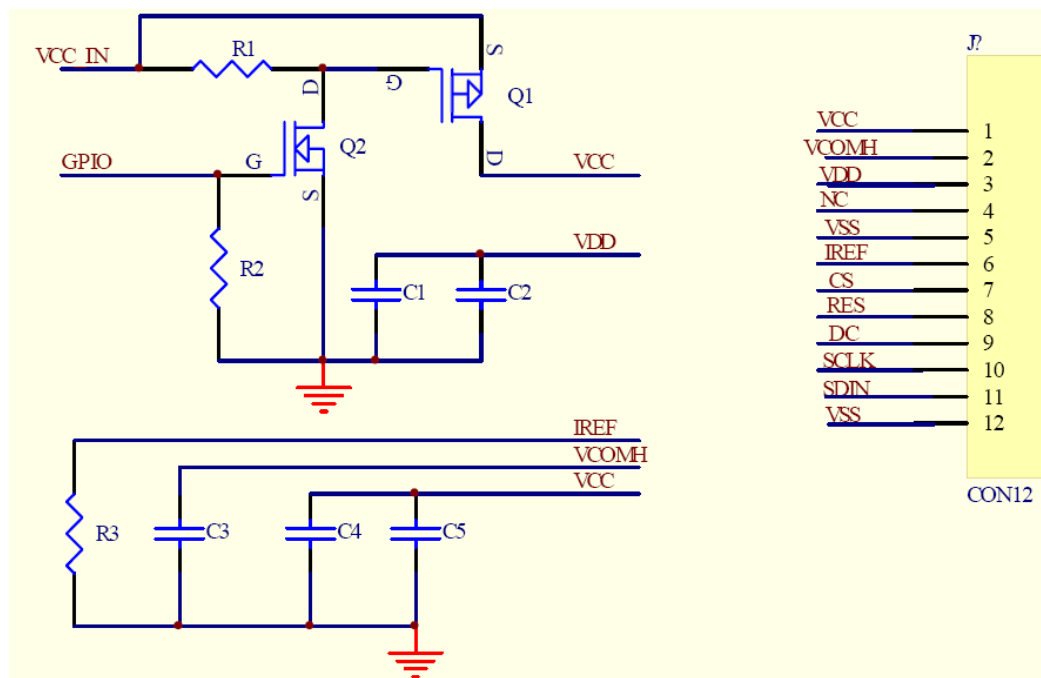 VCC IN
R1
D
G
S
Q1
D
VCC
GPIO
G
Q2
S
R2
VDD
C1
C2
IREF
VCOMH
VCC
R3
C3
C4
C5
J?
VCC 1
VCOMH 2
VDD 3
NC 4
VSS 5
IREF 6
CS 7
RES 8
DC 9
SCLK 10
SDIN 11
VSS 12
CON12